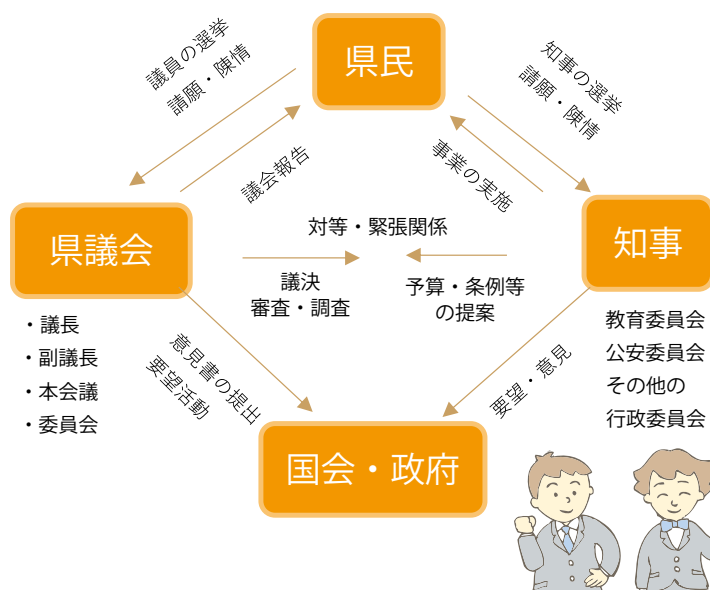 県民
議員の選挙
請願・陳情
議会報告
知事の選挙
請願・陳情
事業の実施
県議会
対等・緊張関係
知事
議決
審査・調査
予算・条例等
の提案
・議長
・副議長
・本会議
・委員会
意見書の提出
要望活動
要望・意見
教育委員会
公安委員会
その他の
行政委員会
国会・政府